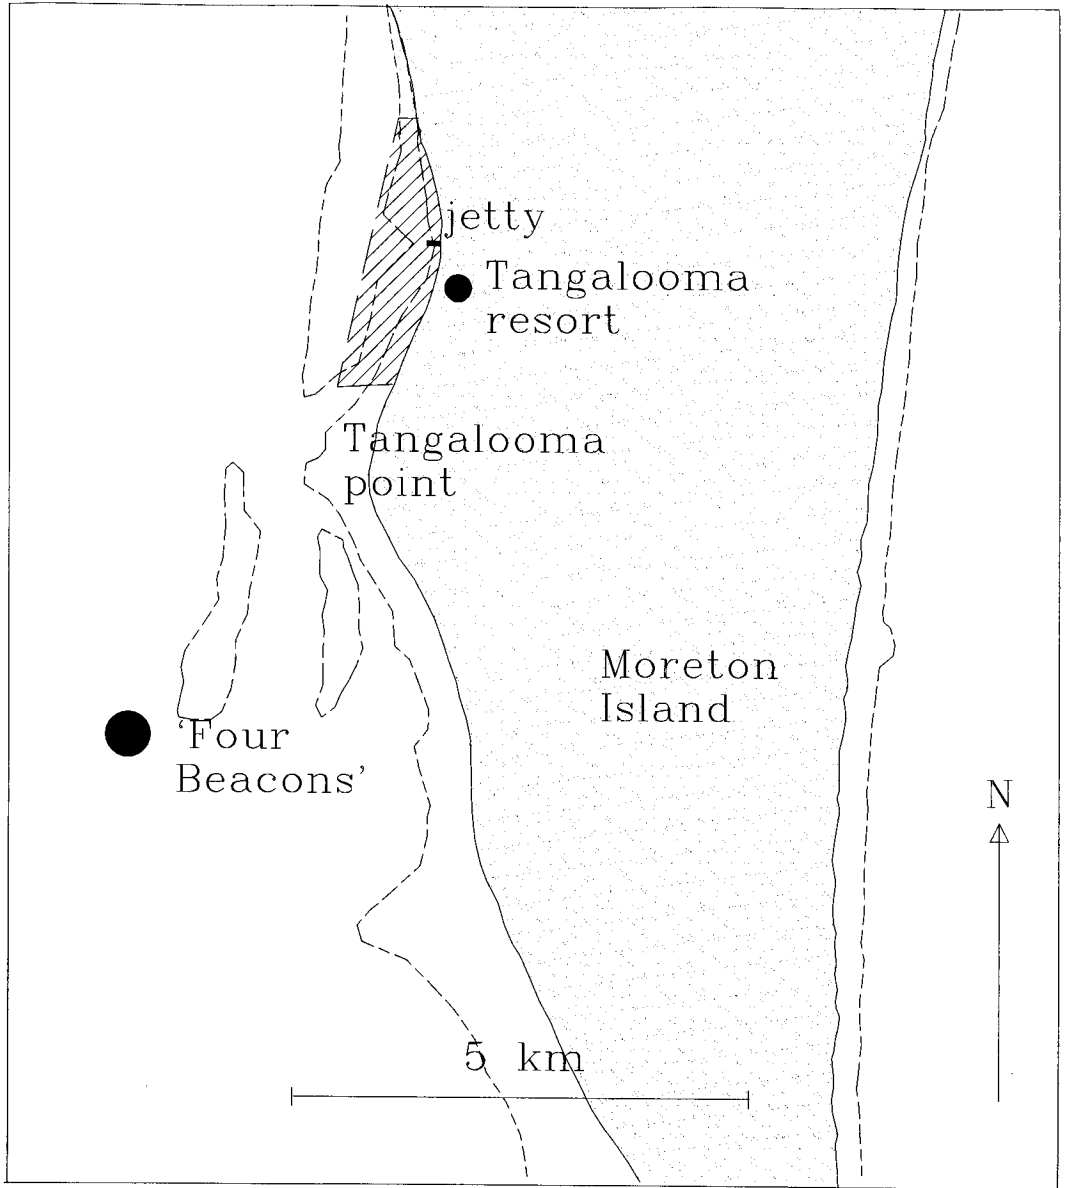 jetty
Tangalooma
resort
Tangalooma
point
Moreton
Island
'Four
Beacons'
N
5 km